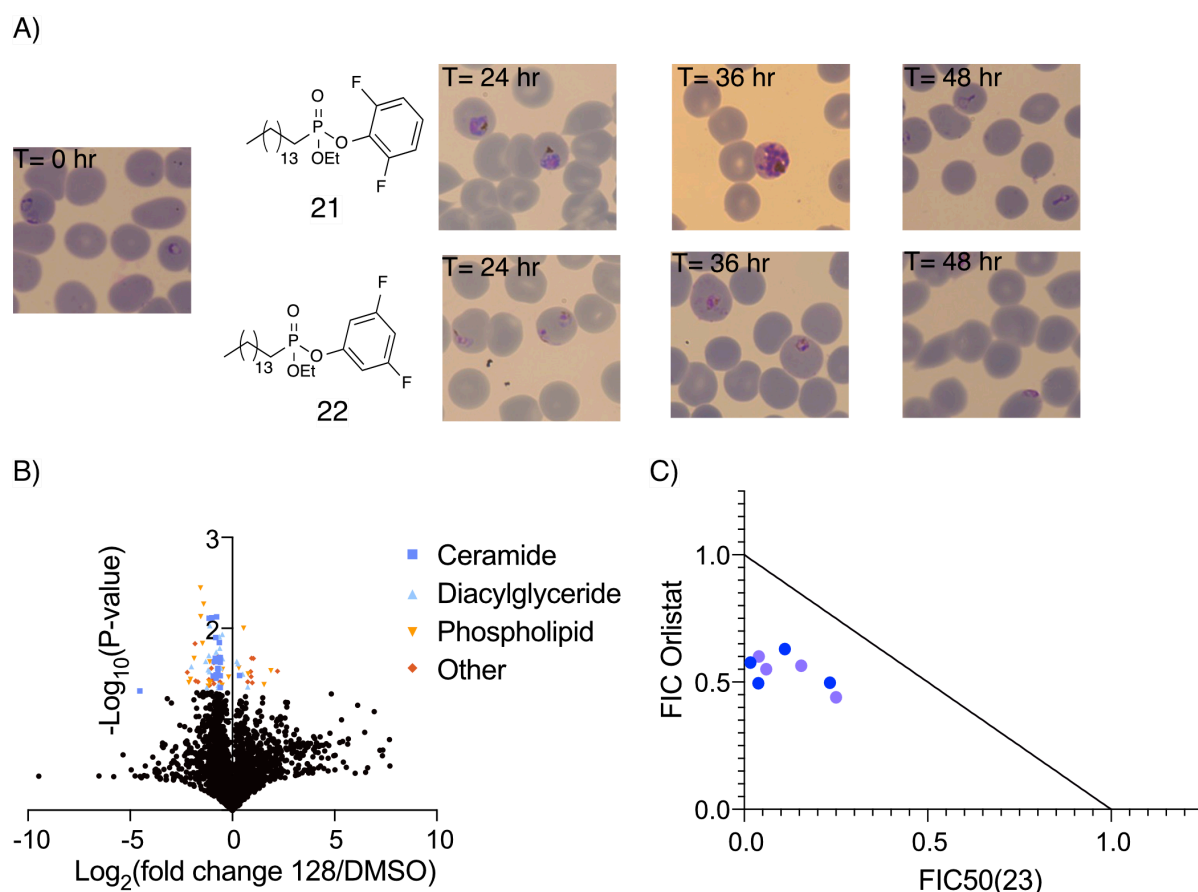 A)
T= 0 hr
F
O
P
O
13
OEt
F
21
T= 24 hr
T= 36 hr
T= 48 hr
F
O
P
O
13
OEt
F
22
T= 24 hr
T= 36 hr
T= 48 hr
B)
-Log10(P-value)
3
2
Ceramide
Diacylglyceride
Phospholipid
Other
-10
-5
0
5
10
Log2(fold change 128/DMSO)
C)
FIC Orlistat
1.0
0.5
0.0
0.0
0.5
1.0
FIC50(23)